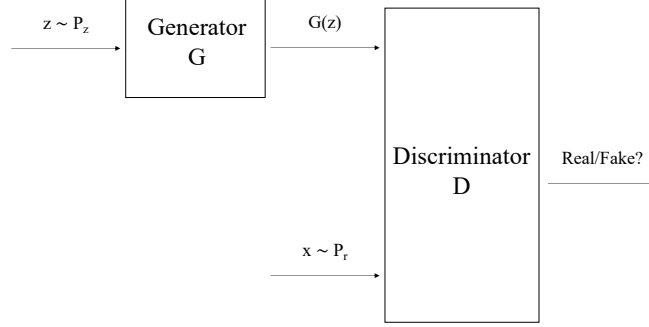 z ~ P_z
Generator
G
G(z)
Discriminator
D
Real/Fake?
x ~ P_r